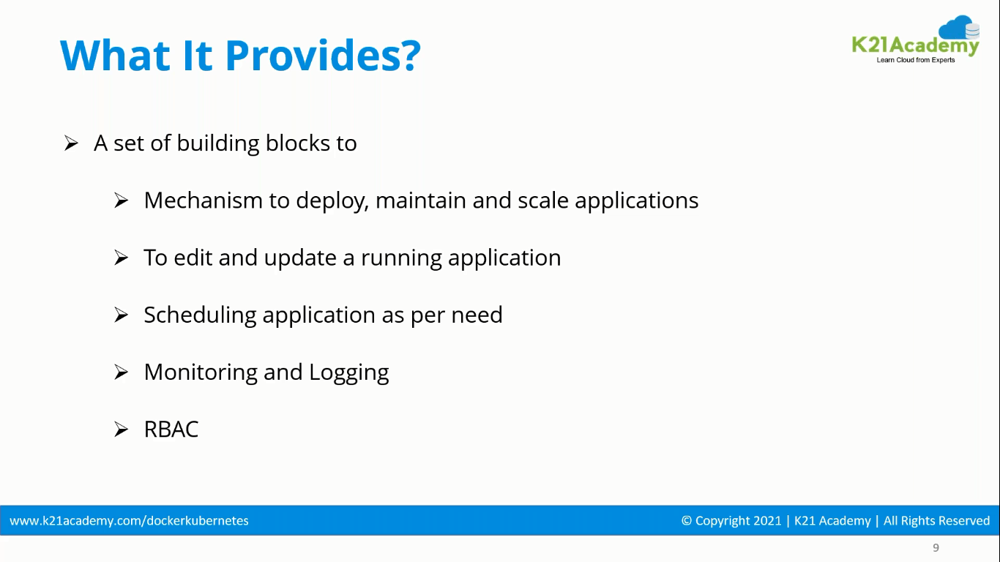 What It Provides?
K21Academy
Learn Cloud from Experts
➢ A set of building blocks to
➢ Mechanism to deploy, maintain and scale applications
➢ To edit and update a running application
➢ Scheduling application as per need
➢ Monitoring and Logging
➢ RBAC
www.k21academy.com/dockerkubernetes
© Copyright 2021 | K21 Academy | All Rights Reserved
9